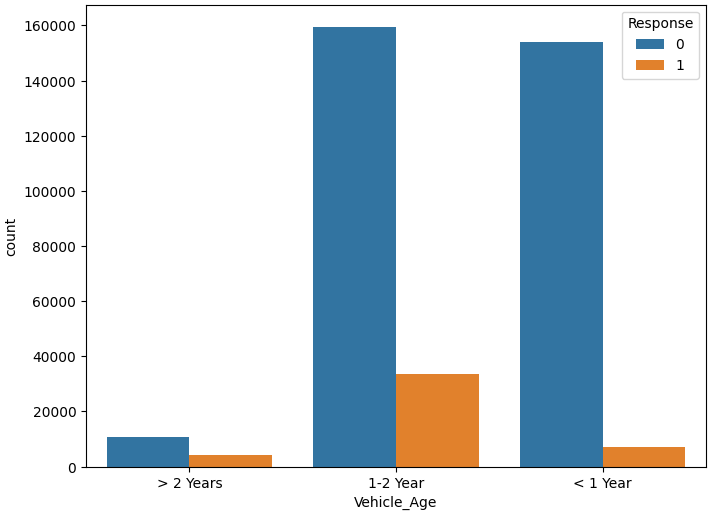 Response
0
1
160000
140000
120000
100000
80000
60000
40000
20000
0
count
> 2 Years
1-2 Year
< 1 Year
Vehicle_Age